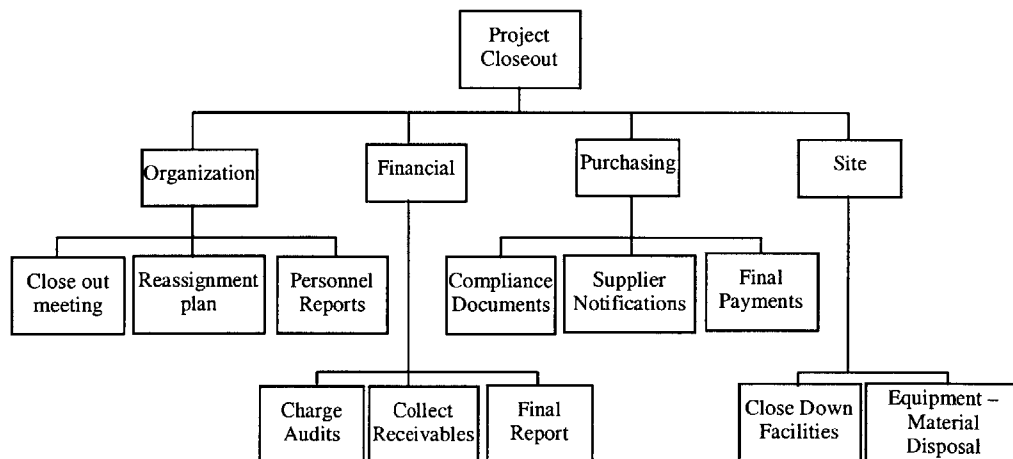 Project
Closeout
Organization
Financial
Purchasing
Site
Close out
meeting
Reassignment
plan
Personnel
Reports
Compliance
Documents
Supplier
Notifications
Final
Payments
Charge
Audits
Collect
Receivables
Final
Report
Close Down
Facilities
Equipment –
Material
Disposal